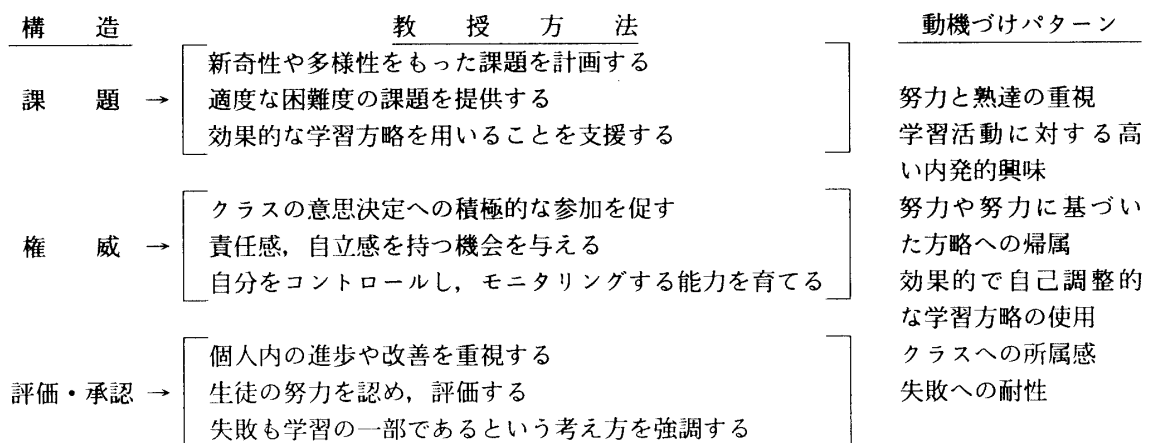 構造 教授方法 動機づけパターン
新奇性や多様性をもった課題を計画する
課題 → 適度な困難度の課題を提供する
効果的な学習方略を用いることを支援する
クラスの意思決定への積極的な参加を促す
権威 → 責任感，自立感を持つ機会を与える
自分をコントロールし，モニタリングする能力を育てる
個人内の進歩や改善を重視する
評価・承認 → 生徒の努力を認め，評価する
失敗も学習の一部であるという考え方を強調する
努力と熟達の重視
学習活動に対する高
い内発的興味
努力や努力に基づい
た方略への帰属
効果的で自己調整的
な学習方略の使用
クラスへの所属感
失敗への耐性